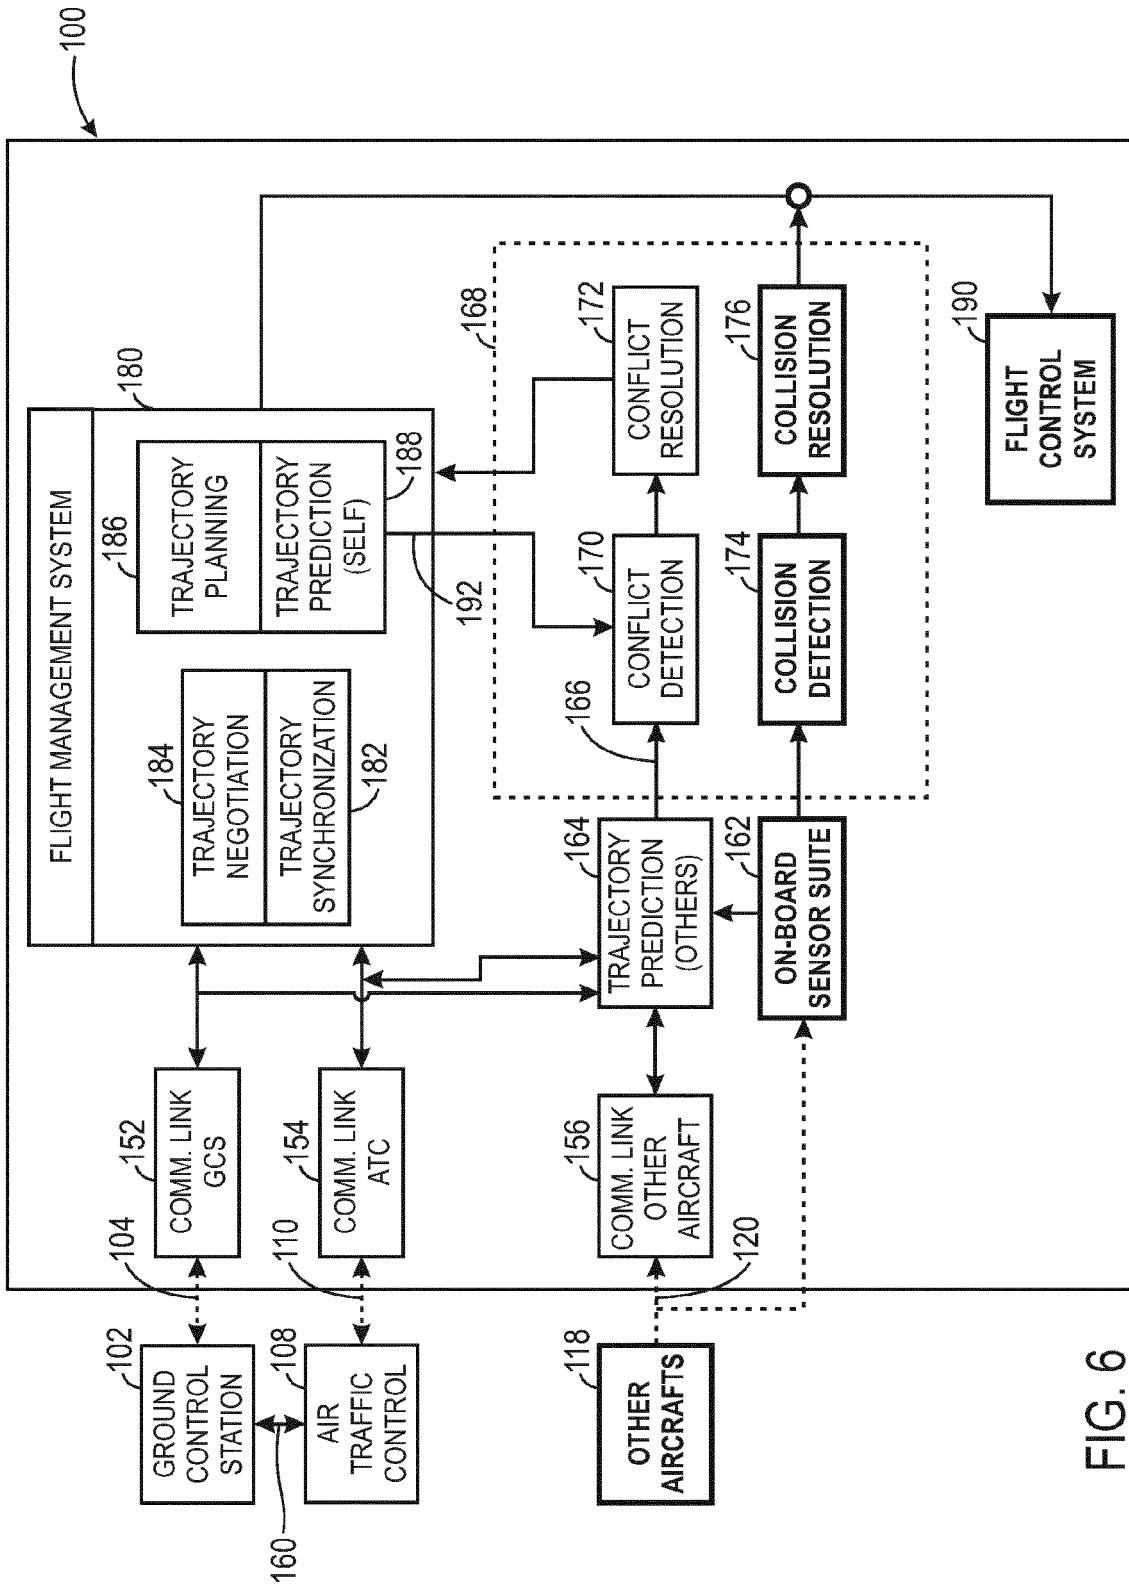 100
FLIGHT MANAGEMENT SYSTEM
180
184
TRAJECTORY
NEGOTIATION
TRAJECTORY
SYNCHRONIZATION
182
186
TRAJECTORY
PLANNING
TRAJECTORY
PREDICTION
(SELF)
188
192
102
GROUND
CONTROL
STATION
104
152
COMM. LINK
GCS
160
108
AIR
TRAFFIC
CONTROL
110
154
COMM. LINK
ATC
118
OTHER
AIRCRAFTS
120
156
COMM. LINK
OTHER
AIRCRAFT
164
TRAJECTORY
PREDICTION
(OTHERS)
166
168
170
CONFLICT
DETECTION
172
CONFLICT
RESOLUTION
162
ON-BOARD
SENSOR SUITE
174
COLLISION
DETECTION
176
COLLISION
RESOLUTION
190
FLIGHT
CONTROL
SYSTEM
FIG. 6